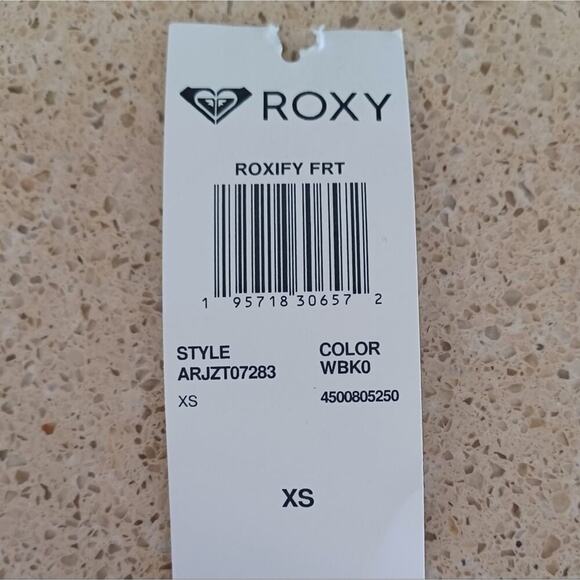 ROXY
ROXIFY FRT
1 95718 30657 2
STYLE COLOR
ARJZT07283 WBK0
XS 4500805250
XS